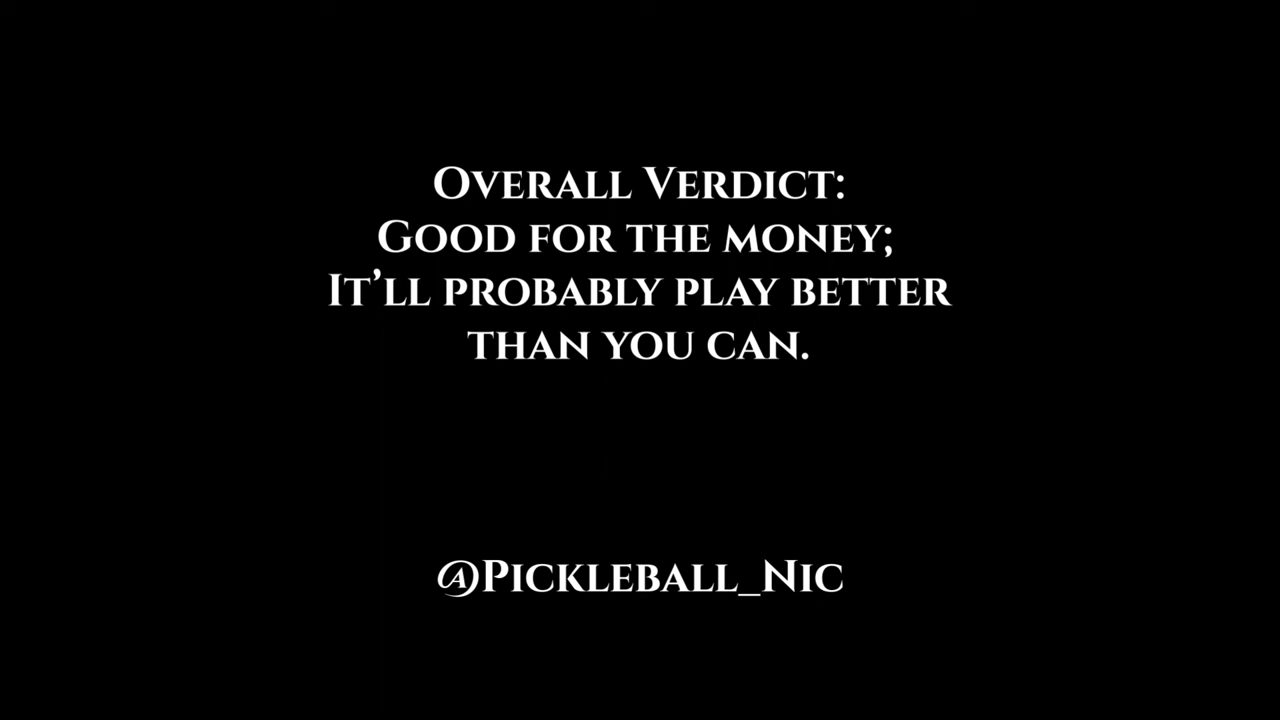 Overall Verdict:
Good for the money;
It’ll probably play better
than you can.
@Pickleball_Nic